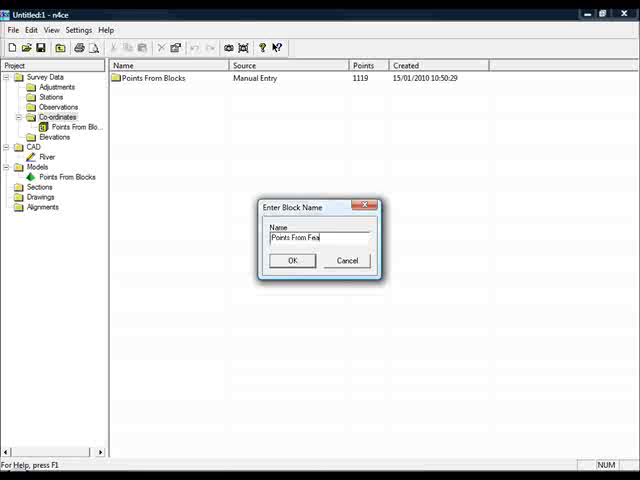 Untitled:1 - n4ce
File Edit View Settings Help
Project
Name Source Points Created
Survey Data
Adjustments
Stations
Observations
Co-ordinates
Points From Blo...
Elevations
CAD
River
Models
Points From Blocks
Sections
Drawings
Alignments
Points From Blocks Manual Entry 1119 15/01/2010 10:50:29
Enter Block Name
Name
Points From Fea
OK Cancel
For Help, press F1
NUM